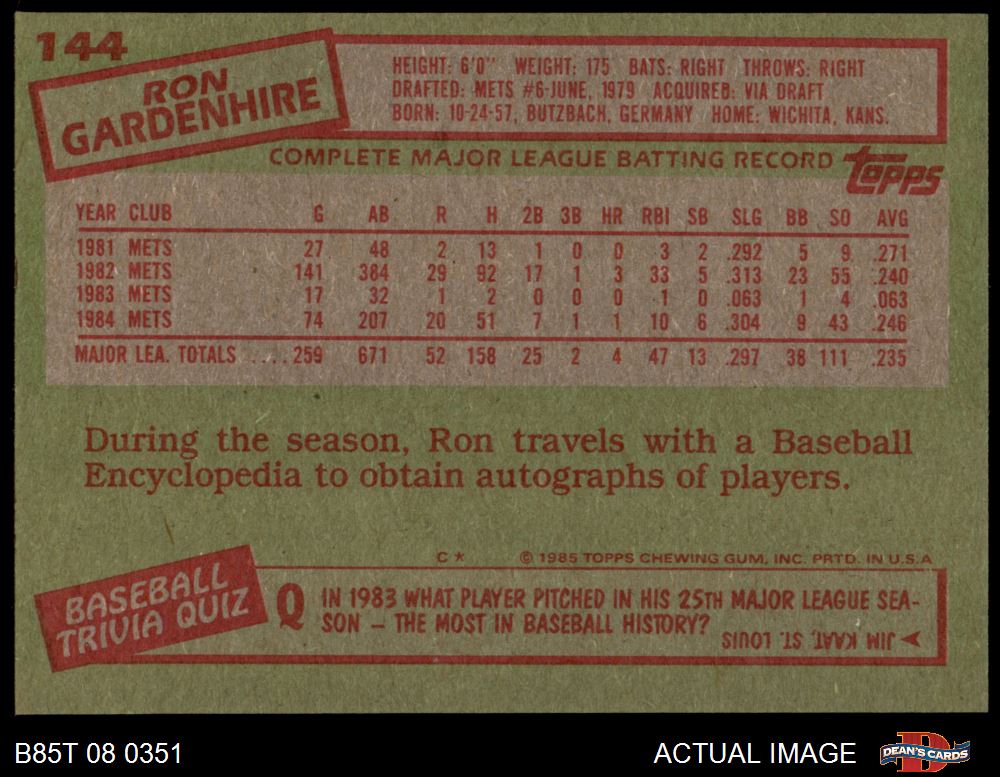 144
RON
GARDENHIRE
HEIGHT: 6'0" WEIGHT: 175 BATS: RIGHT THROWS: RIGHT
DRAFTED: METS #6-JUNE, 1979 ACQUIRED: VIA DRAFT
BORN: 10-24-57, BUTZBACH, GERMANY HOME: WICHITA, KANS.
COMPLETE MAJOR LEAGUE BATTING RECORD
topps
YEAR CLUB G AB R H 2B 3B HR RBI SB SLG BB SO AVG
1981 METS 27 48 2 13 1 0 0 3 2 .292 5 9 .271
1982 METS 141 384 29 92 17 1 3 33 5 .313 23 55 .240
1983 METS 17 32 1 2 0 0 0 1 0 .063 1 4 .063
1984 METS 74 207 20 51 7 1 1 10 6 .304 9 43 .246
MAJOR LEA. TOTALS ..... 259 671 52 158 25 2 4 47 13 .297 38 111 .235
During the season, Ron travels with a Baseball
Encyclopedia to obtain autographs of players.
C* © 1985 TOPPS CHEWING GUM, INC. PRTD. IN U.S.A
BASEBALL
TRIVIA QUIZ
Q IN 1983 WHAT PLAYER PITCHED IN HIS 25TH MAJOR LEAGUE SEA-
SON – THE MOST IN BASEBALL HISTORY?
JIM KAAT, ST. LOUIS
B85T 08 0351
ACTUAL IMAGE
DEAN'S CARDS